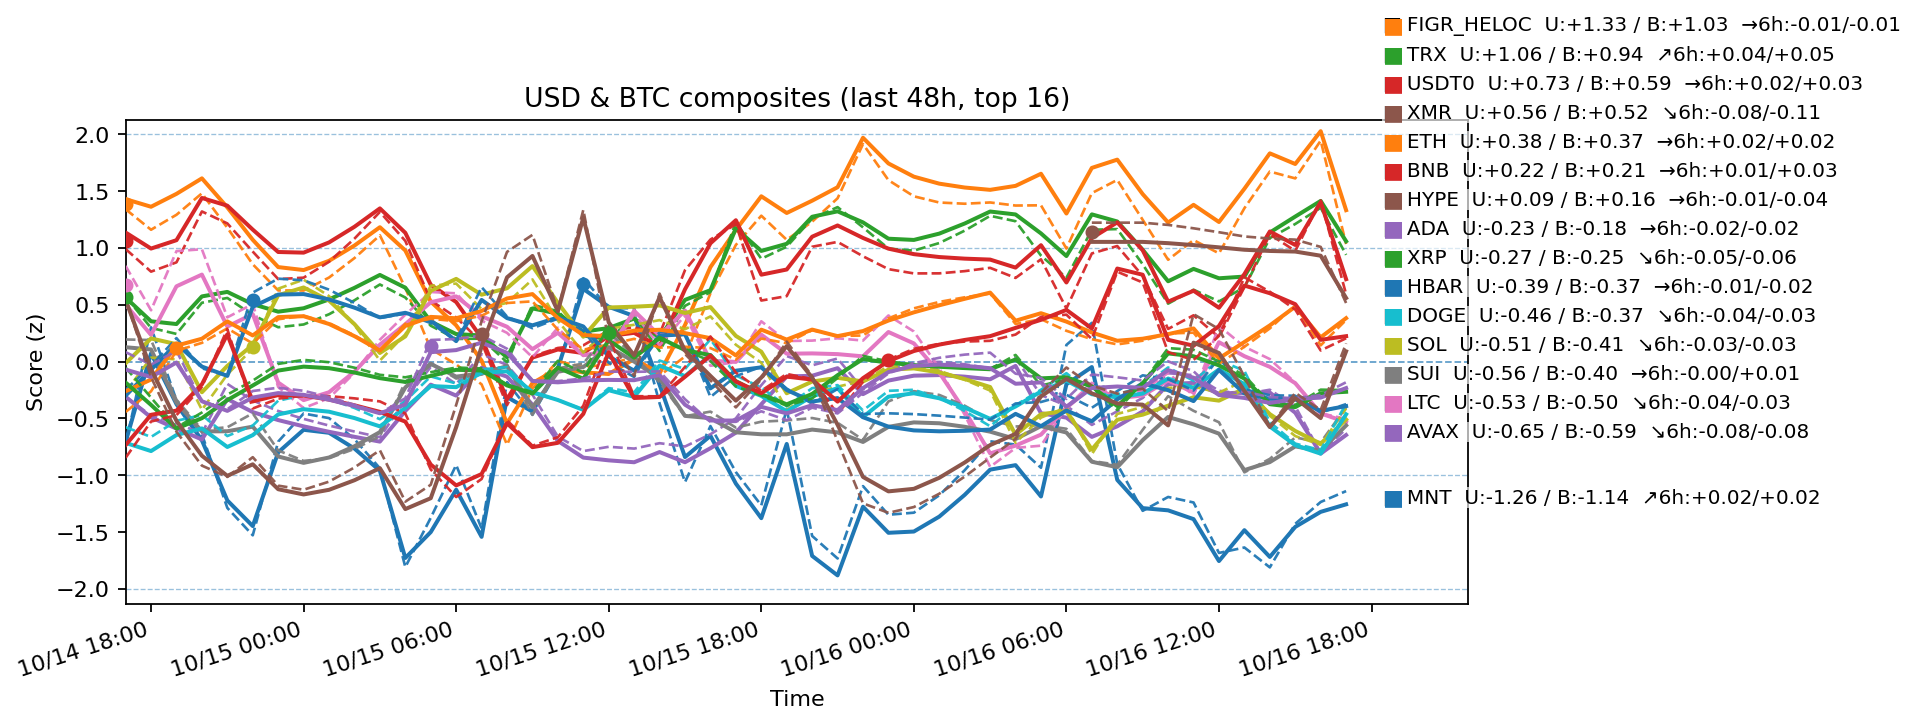 USD & BTC composites (last 48h, top 16)
FIGR_HELOC U:+1.33 / B:+1.03 →6h:-0.01/-0.01
TRX U:+1.06 / B:+0.94 ↗6h:+0.04/+0.05
USDT0 U:+0.73 / B:+0.59 →6h:+0.02/+0.03
XMR U:+0.56 / B:+0.52 ↘6h:-0.08/-0.11
ETH U:+0.38 / B:+0.37 →6h:+0.02/+0.02
BNB U:+0.22 / B:+0.21 →6h:+0.01/+0.03
HYPE U:+0.09 / B:+0.16 →6h:-0.01/-0.04
ADA U:-0.23 / B:-0.18 →6h:-0.02/-0.02
XRP U:-0.27 / B:-0.25 ↘6h:-0.05/-0.06
HBAR U:-0.39 / B:-0.37 →6h:-0.01/-0.02
DOGE U:-0.46 / B:-0.37 ↘6h:-0.04/-0.03
SOL U:-0.51 / B:-0.41 ↘6h:-0.03/-0.03
SUI U:-0.56 / B:-0.40 →6h:-0.00/+0.01
LTC U:-0.53 / B:-0.50 ↘6h:-0.04/-0.03
AVAX U:-0.65 / B:-0.59 ↘6h:-0.08/-0.08
MNT U:-1.26 / B:-1.14 ↗6h:+0.02/+0.02
Score (z)
2.0
1.5
1.0
0.5
0.0
−0.5
−1.0
−1.5
−2.0
10/14 18:00
10/15 00:00
10/15 06:00
10/15 12:00
10/15 18:00
10/16 00:00
10/16 06:00
10/16 12:00
10/16 18:00
Time